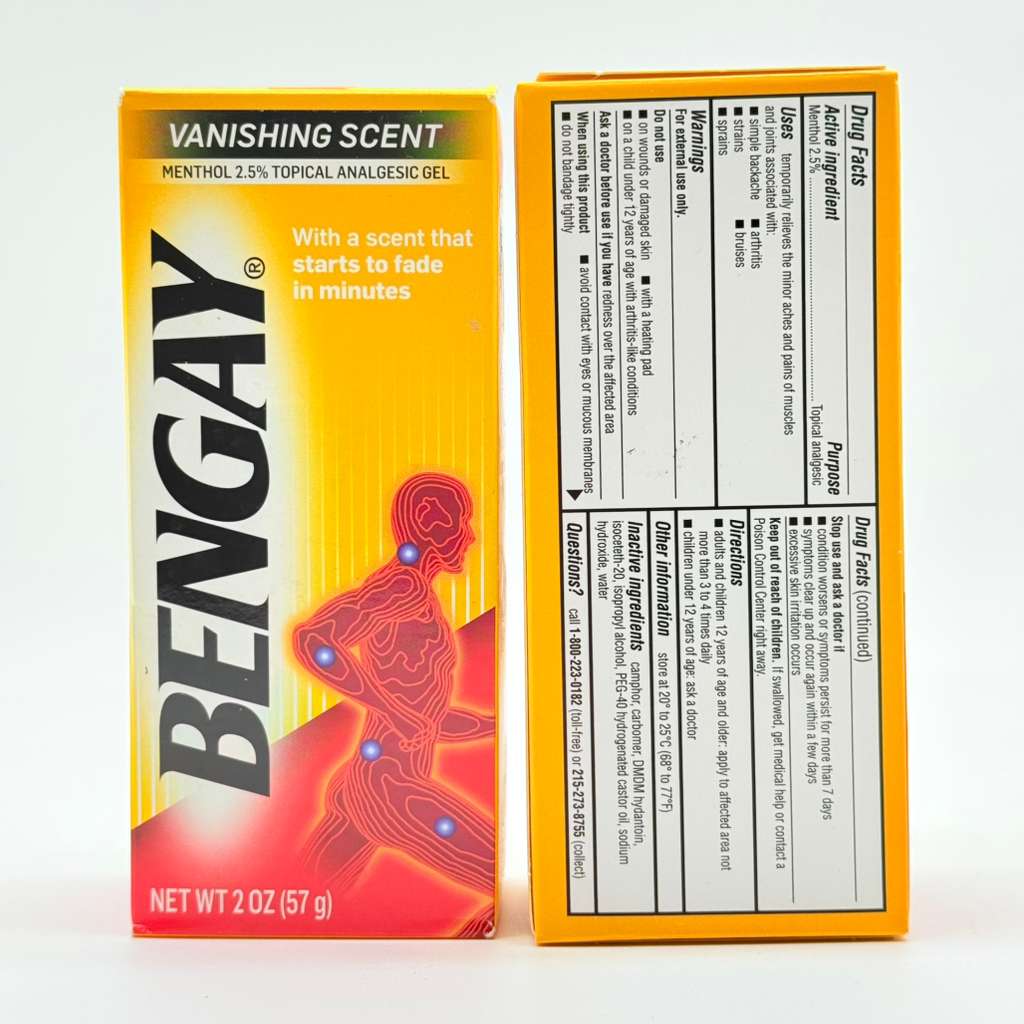 VANISHING SCENT
MENTHOL 2.5% TOPICAL ANALGESIC GEL
With a scent that
starts to fade
in minutes
BENGAY®
NET WT 2 OZ (57 g)
Drug Facts
Active ingredient Purpose
Menthol 2.5% ........................................................ Topical analgesic
Uses temporarily relieves the minor aches and pains of muscles
and joints associated with:
■ simple backache ■ arthritis
■ strains ■ bruises
■ sprains
Warnings
For external use only.
Do not use
■ on wounds or damaged skin ■ with a heating pad
■ on a child under 12 years of age with arthritis-like conditions
Ask a doctor before use if you have redness over the affected area
When using this product
■ do not bandage tightly ■ avoid contact with eyes or mucous membranes
Drug Facts (continued)
Stop use and ask a doctor if
■ condition worsens or symptoms persist for more than 7 days
■ symptoms clear up and occur again within a few days
■ excessive skin irritation occurs
Keep out of reach of children. If swallowed, get medical help or contact a
Poison Control Center right away.
Directions
■ adults and children 12 years of age and older: apply to affected area not
more than 3 to 4 times daily
■ children under 12 years of age: ask a doctor
Other information store at 20° to 25°C (68° to 77°F)
Inactive ingredients camphor, carbomer, DMDM hydantoin,
isoceteth-20, isopropyl alcohol, PEG-40 hydrogenated castor oil, sodium
hydroxide, water
Questions? call 1-800-223-0182 (toll-free) or 215-273-8755 (collect)